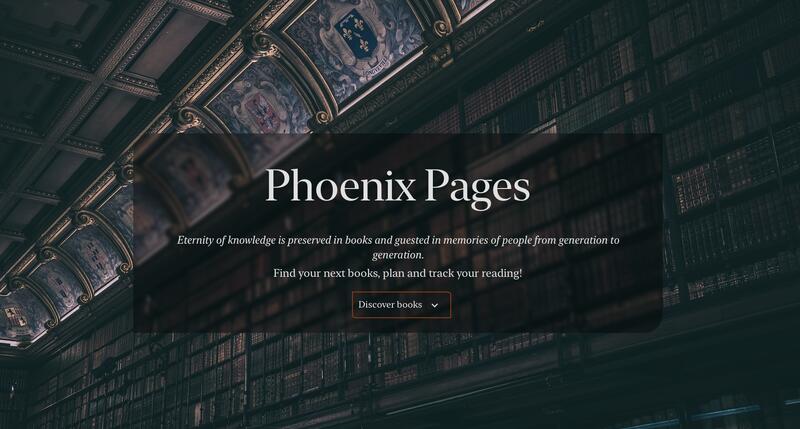 Phoenix Pages
Eternity of knowledge is preserved in books and guested in memories of people from generation to
generation.
Find your next books, plan and track your reading!
Discover books